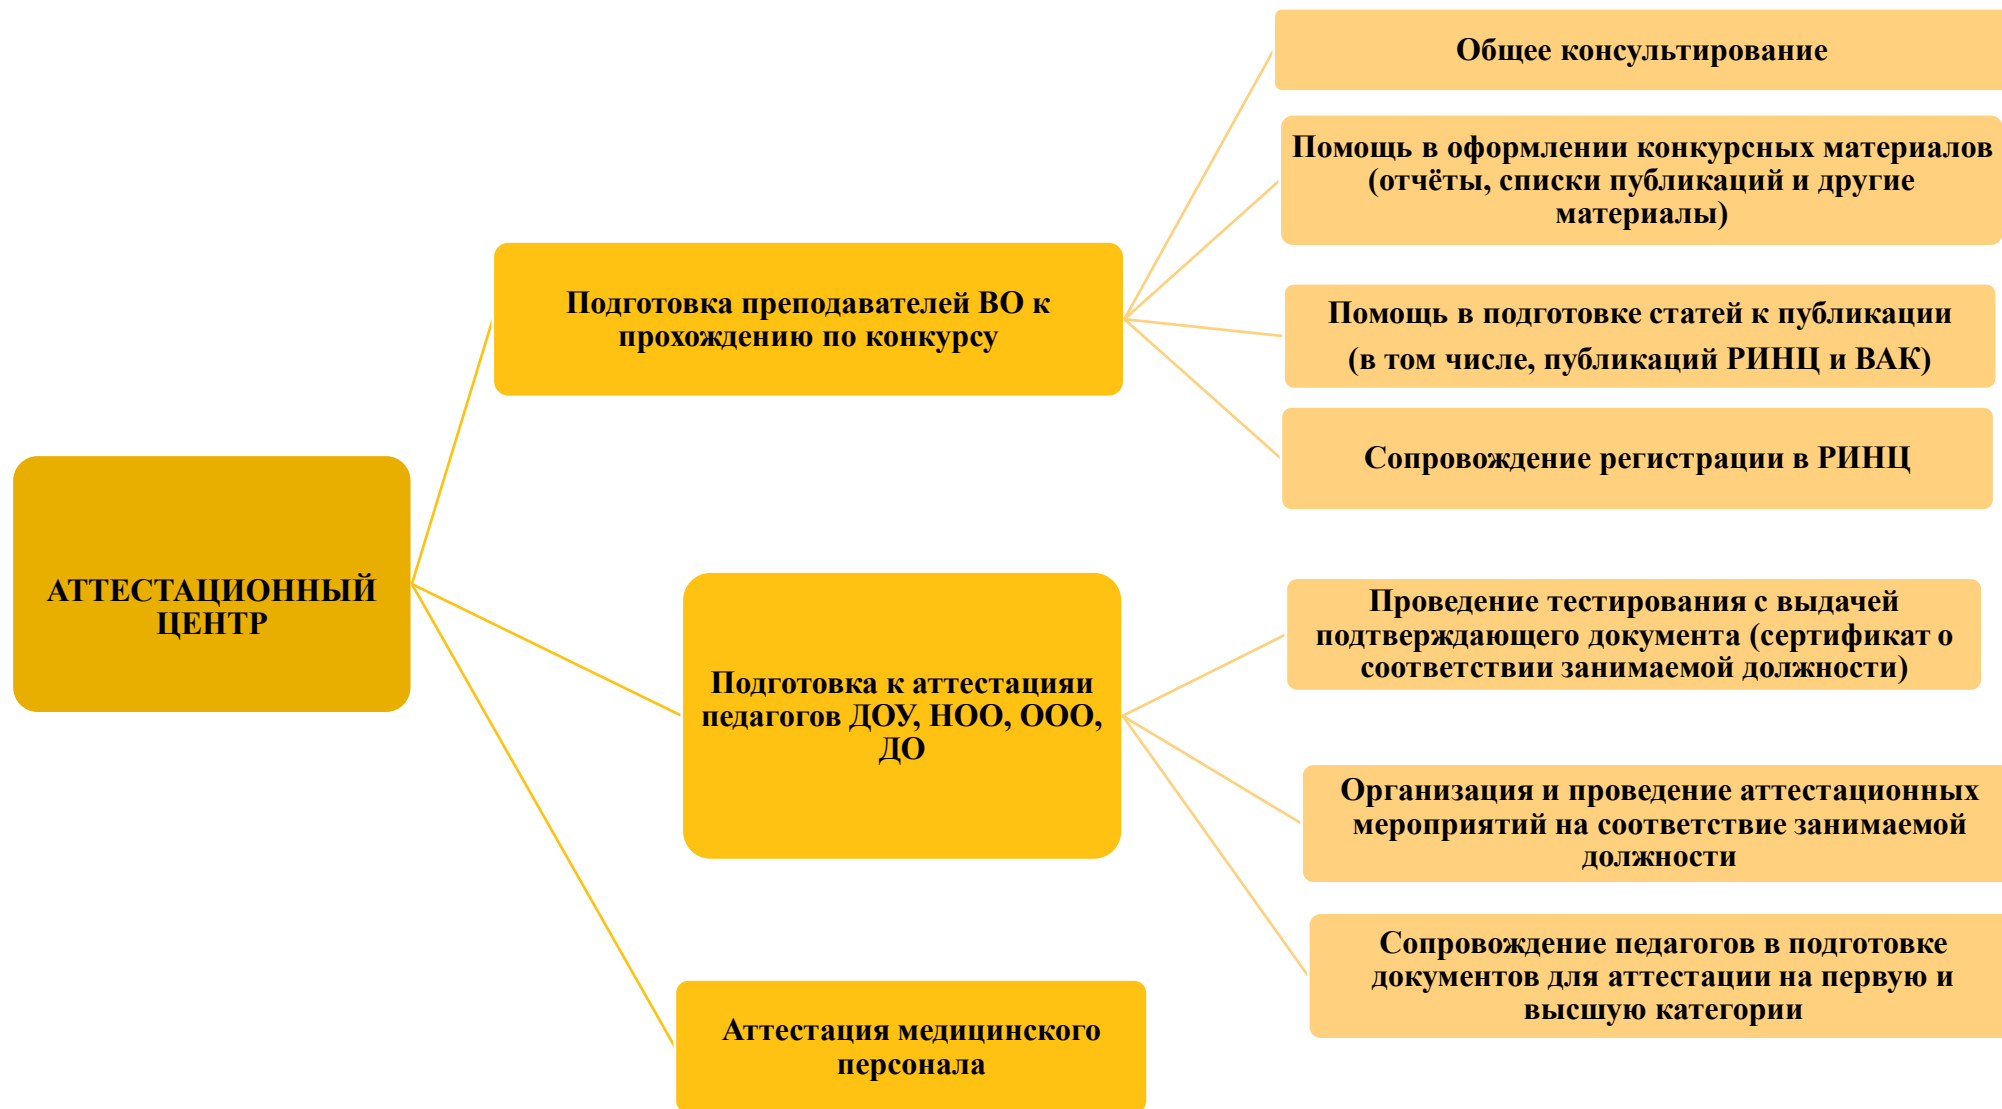 АТТЕСТАЦИОННЫЙ
ЦЕНТР
Подготовка преподавателей ВО к
прохождению по конкурсу
Общее консультирование
Помощь в оформлении конкурсных материалов
(отчёты, списки публикаций и другие
материалы)
Помощь в подготовке статей к публикации
(в том числе, публикаций РИНЦ и ВАК)
Сопровождение регистрации в РИНЦ
Подготовка к аттестацияи
педагогов ДОУ, НОО, ООО,
ДО
Проведение тестирования с выдачей
подтверждающего документа (сертификат о
соответствии занимаемой должности)
Организация и проведение аттестационных
мероприятий на соответствие занимаемой
должности
Сопровождение педагогов в подготовке
документов для аттестации на первую и
высшую категории
Аттестация медицинского
персонала